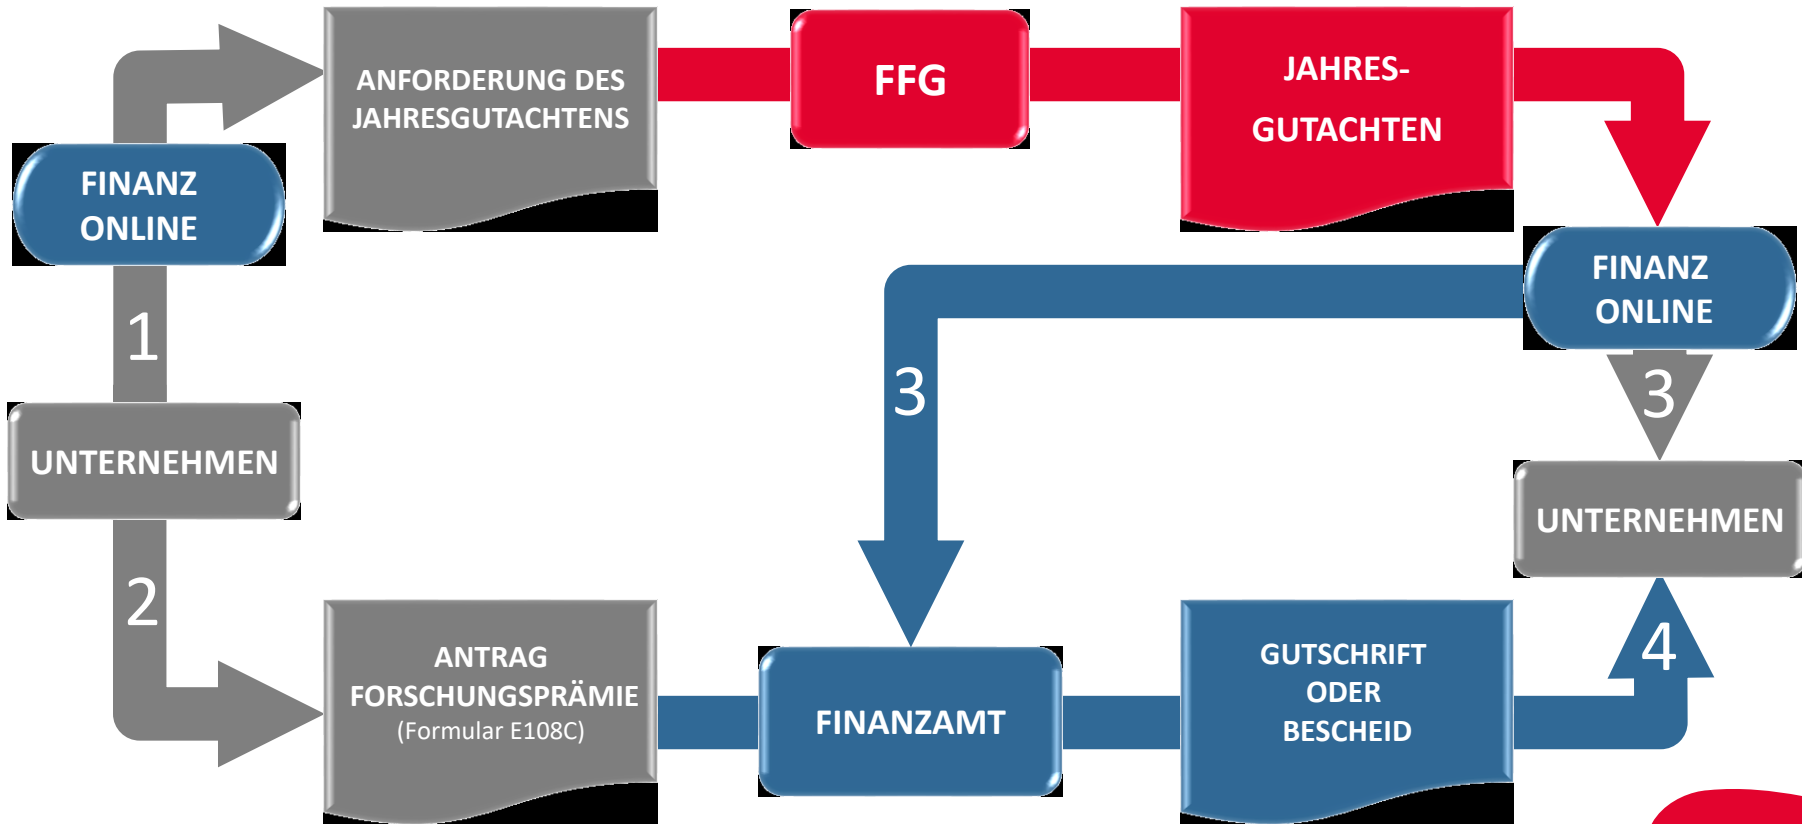 ANFORDERUNG DES
JAHRESGUTACHTENS
FFG
JAHRES-
GUTACHTEN
FINANZ
ONLINE
FINANZ
ONLINE
1
3
3
UNTERNEHMEN
UNTERNEHMEN
2
4
ANTRAG
FORSCHUNGSPRÄMIE
(Formular E108C)
FINANZAMT
GUTSCHRIFT
ODER
BESCHEID